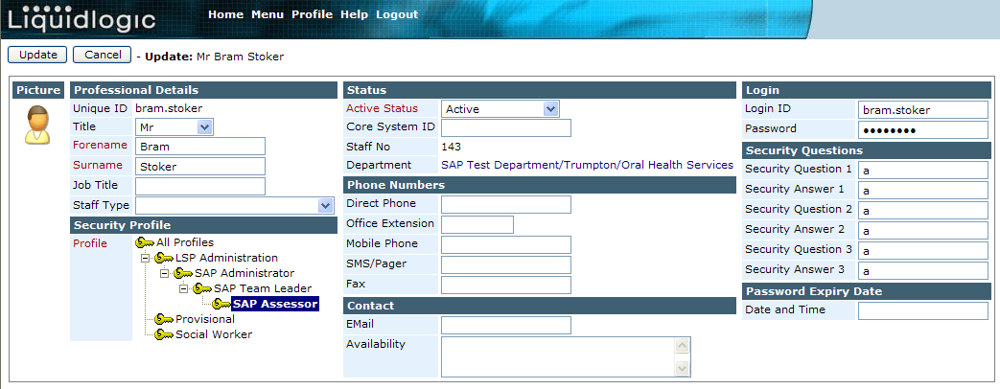 Liquidlogic
Home Menu Profile Help Logout
Update Cancel - Update: Mr Bram Stoker
Picture
Professional Details
Unique ID bram.stoker
Title Mr
Forename Bram
Surname Stoker
Job Title
Staff Type
Security Profile
Profile
All Profiles
LSP Administration
SAP Administrator
SAP Team Leader
SAP Assessor
Provisional
Social Worker
Status
Active Status Active
Core System ID
Staff No 143
Department SAP Test Department/Trumpton/Oral Health Services
Phone Numbers
Direct Phone
Office Extension
Mobile Phone
SMS/Pager
Fax
Contact
EMail
Availability
Login
Login ID bram.stoker
Password ••••••••
Security Questions
Security Question 1 a
Security Answer 1 a
Security Question 2 a
Security Answer 2 a
Security Question 3 a
Security Answer 3 a
Password Expiry Date
Date and Time